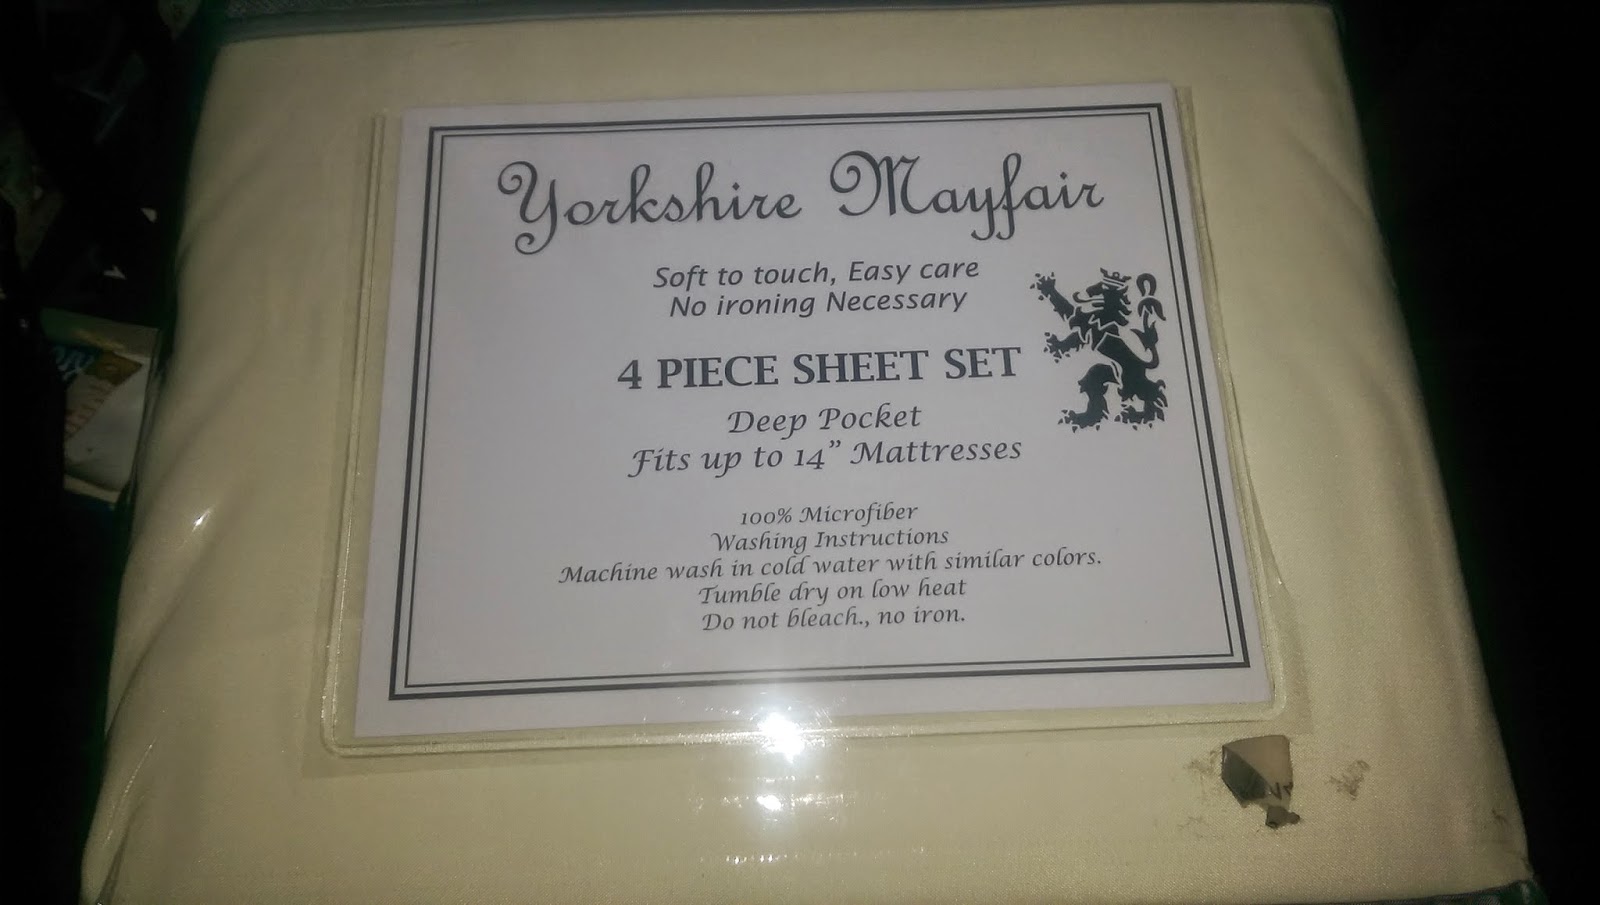 Yorkshire Mayfair
Soft to touch, Easy care
No ironing Necessary
4 PIECE SHEET SET
Deep Pocket
Fits up to 14" Mattresses
100% Microfiber
Washing Instructions
Machine wash in cold water with similar colors.
Tumble dry on low heat
Do not bleach., no iron.